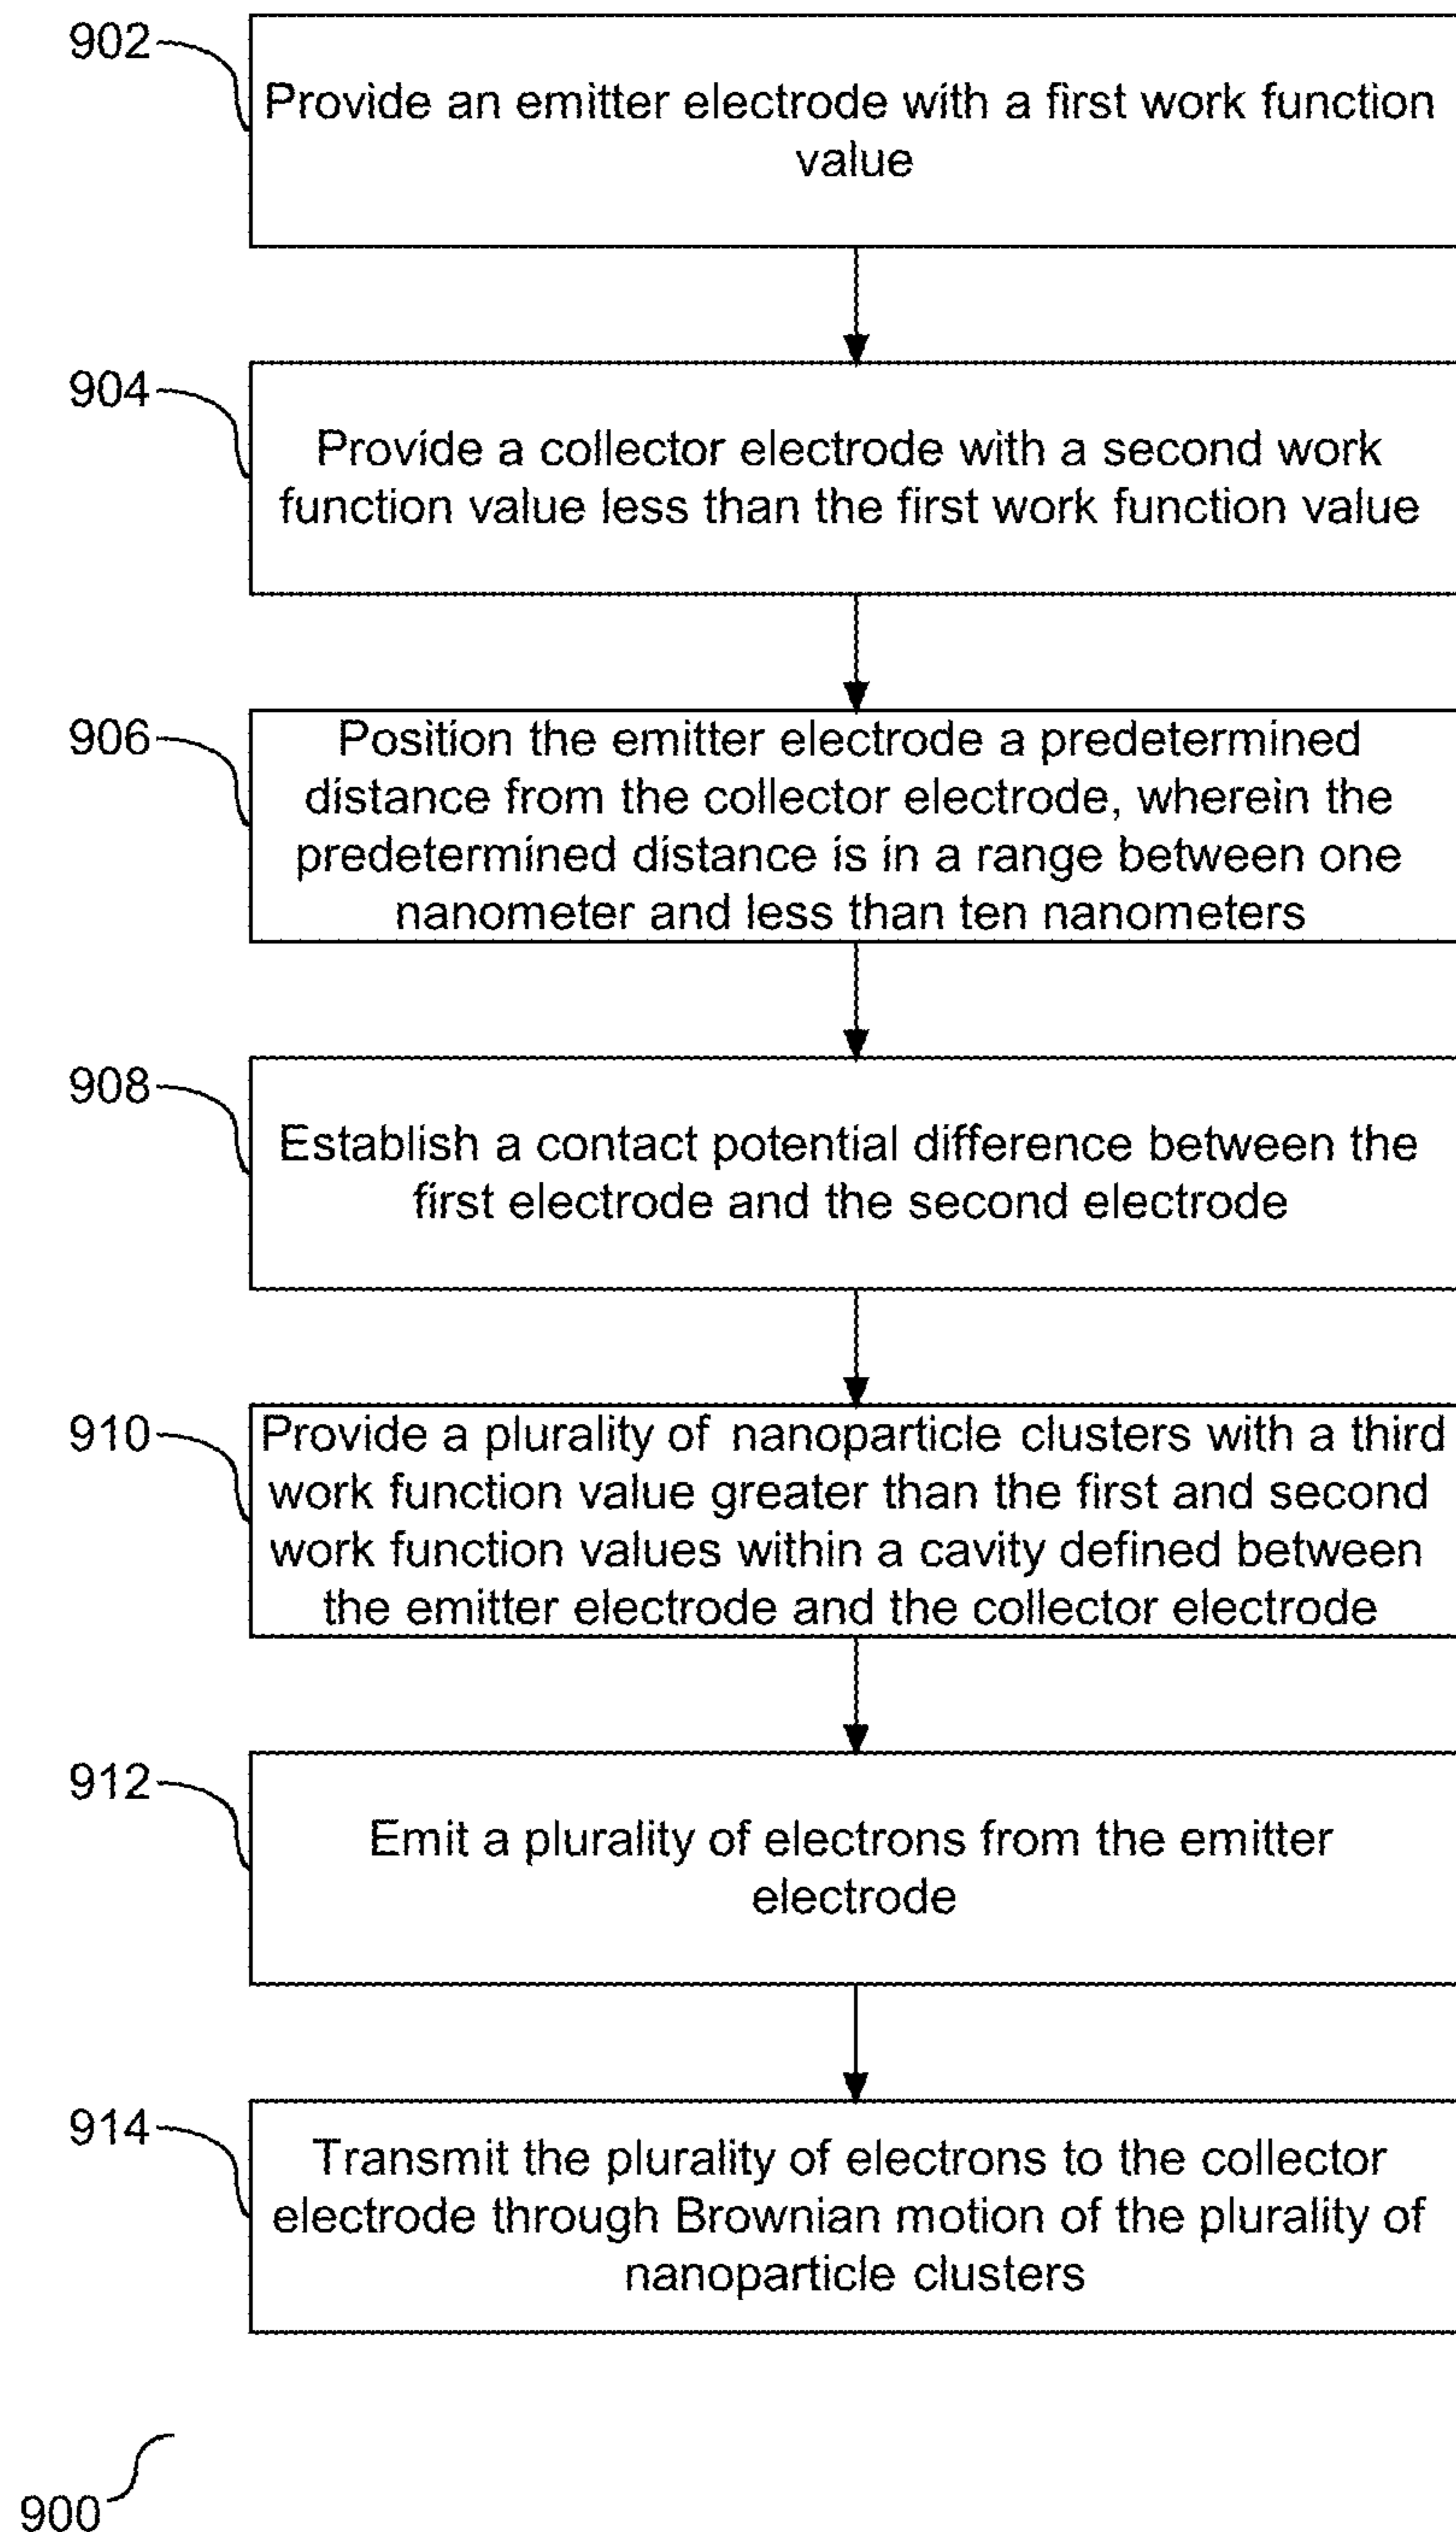 902
Provide an emitter electrode with a first work function
value
904
Provide a collector electrode with a second work
function value less than the first work function value
906
Position the emitter electrode a predetermined
distance from the collector electrode, wherein the
predetermined distance is in a range between one
nanometer and less than ten nanometers
908
Establish a contact potential difference between the
first electrode and the second electrode
910
Provide a plurality of nanoparticle clusters with a third
work function value greater than the first and second
work function values within a cavity defined between
the emitter electrode and the collector electrode
912
Emit a plurality of electrons from the emitter
electrode
914
Transmit the plurality of electrons to the collector
electrode through Brownian motion of the plurality of
nanoparticle clusters
900